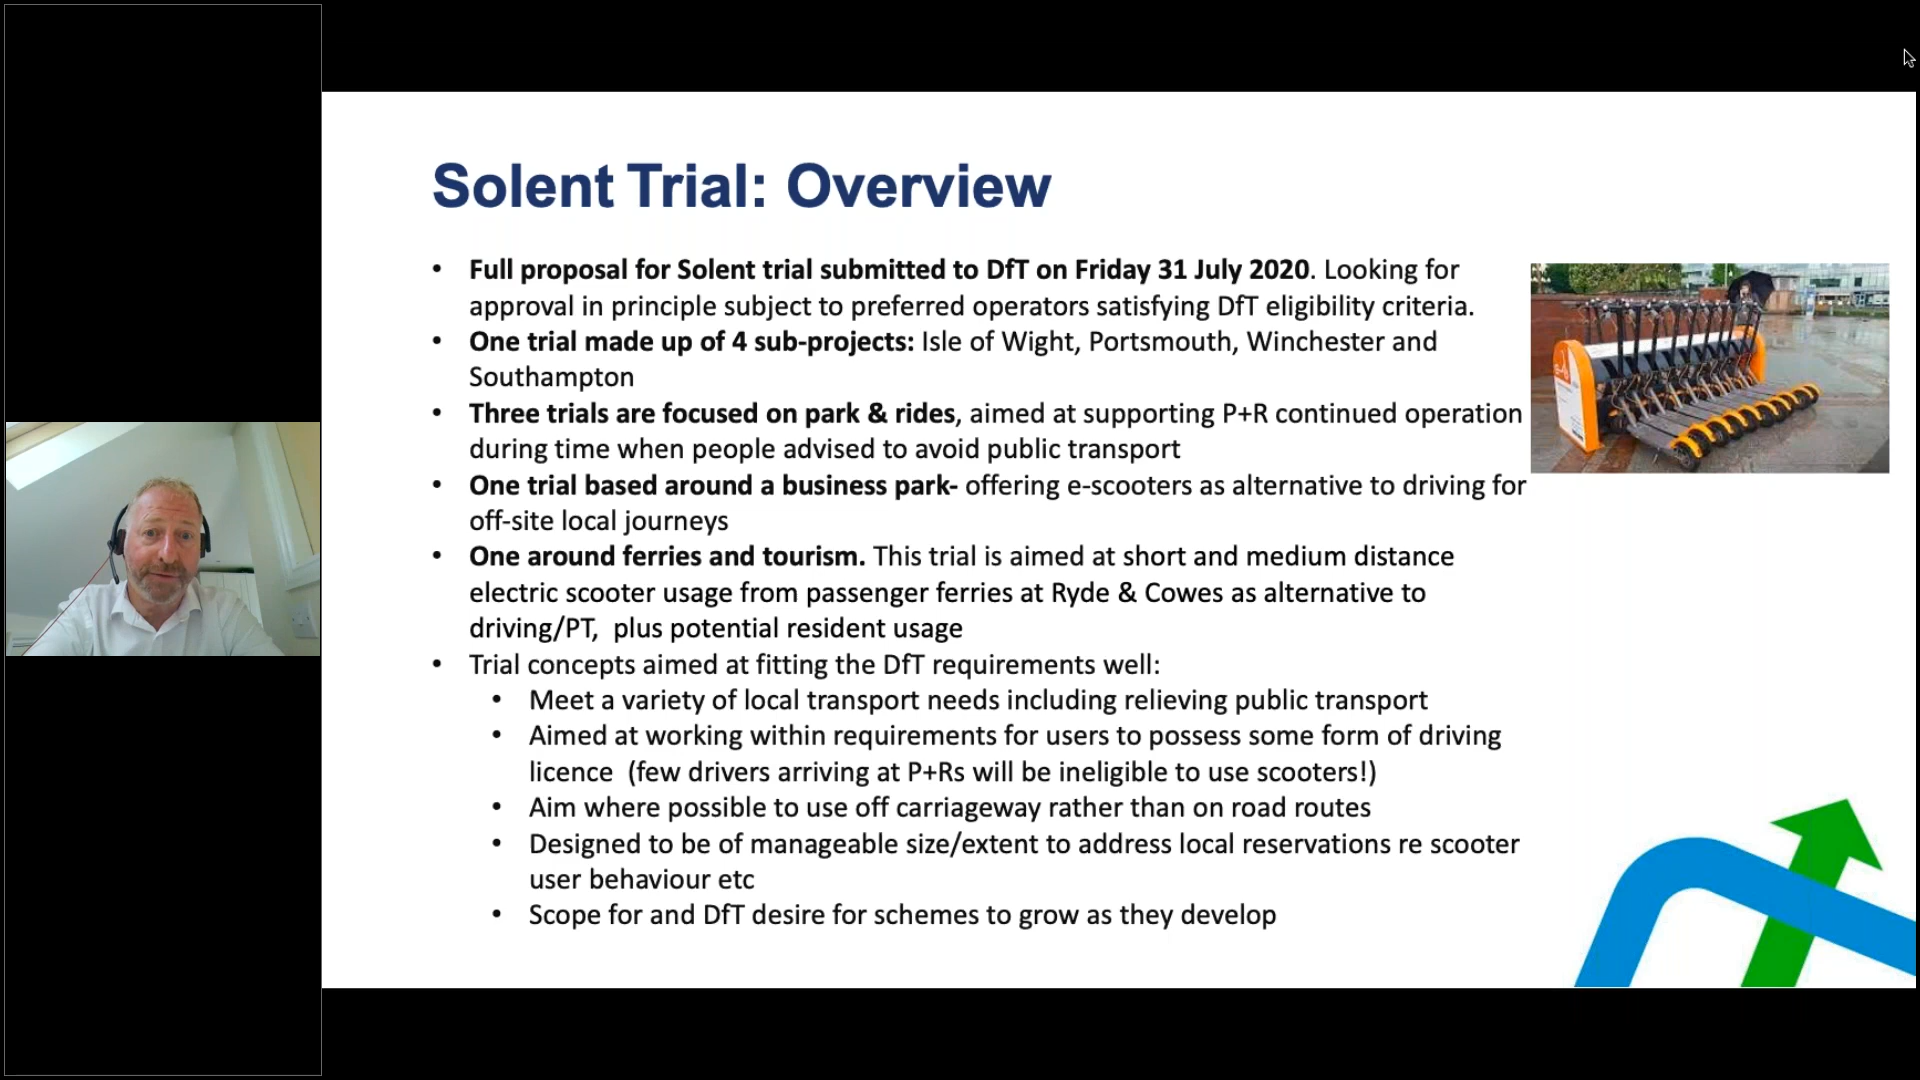 Solent Trial: Overview
• Full proposal for Solent trial submitted to DfT on Friday 31 July 2020. Looking for
approval in principle subject to preferred operators satisfying DfT eligibility criteria.
• One trial made up of 4 sub-projects: Isle of Wight, Portsmouth, Winchester and
Southampton
• Three trials are focused on park & rides, aimed at supporting P+R continued operation
during time when people advised to avoid public transport
• One trial based around a business park- offering e-scooters as alternative to driving for
off-site local journeys
• One around ferries and tourism. This trial is aimed at short and medium distance
electric scooter usage from passenger ferries at Ryde & Cowes as alternative to
driving/PT,  plus potential resident usage
• Trial concepts aimed at fitting the DfT requirements well:
• Meet a variety of local transport needs including relieving public transport
• Aimed at working within requirements for users to possess some form of driving
licence  (few drivers arriving at P+Rs will be ineligible to use scooters!)
• Aim where possible to use off carriageway rather than on road routes
• Designed to be of manageable size/extent to address local reservations re scooter
user behaviour etc
• Scope for and DfT desire for schemes to grow as they develop